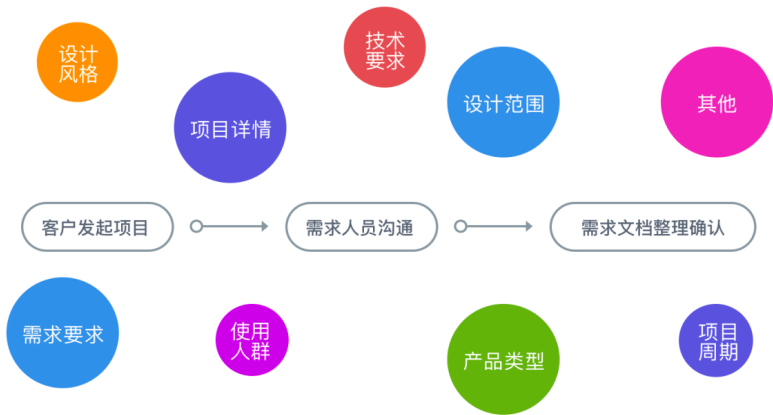 设计
风格
技术
要求
设计范围
其他
项目详情
客户发起项目
需求人员沟通
需求文档整理确认
需求要求
使用
人群
产品类型
项目
周期